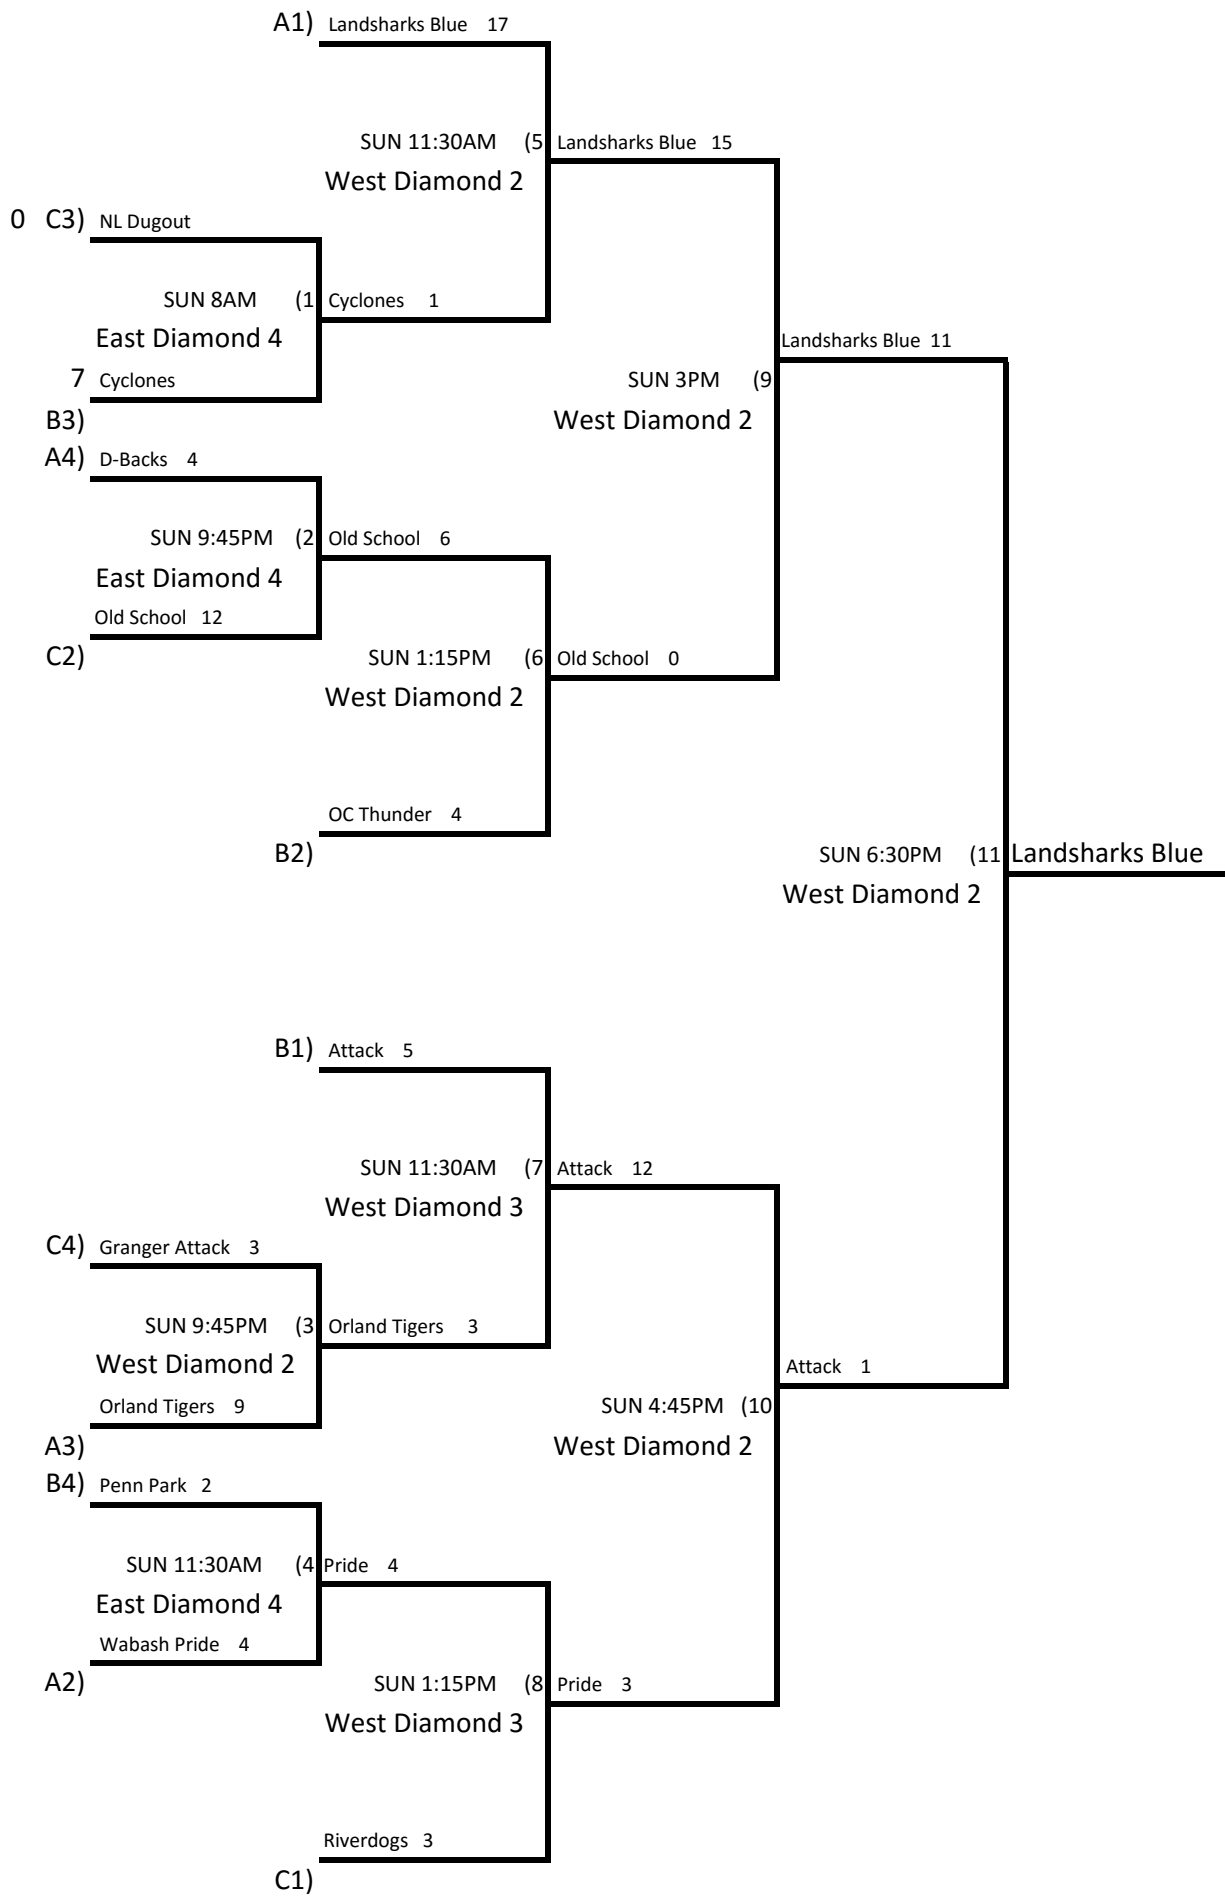 A1) Landsharks Blue 17
SUN 11:30AM (5 Landsharks Blue 15
West Diamond 2
0 C3) NL Dugout
SUN 8AM (1 Cyclones 1
East Diamond 4
Landsharks Blue 11
7 Cyclones
SUN 3PM (9
B3)
West Diamond 2
A4) D-Backs 4
SUN 9:45PM (2 Old School 6
East Diamond 4
Old School 12
C2)
SUN 1:15PM (6 Old School 0
West Diamond 2
OC Thunder 4
B2)
SUN 6:30PM (11 Landsharks Blue
West Diamond 2
B1) Attack 5
SUN 11:30AM (7 Attack 12
West Diamond 3
C4) Granger Attack 3
SUN 9:45PM (3 Orland Tigers 3
West Diamond 2
Attack 1
Orland Tigers 9
SUN 4:45PM (10
A3)
West Diamond 2
B4) Penn Park 2
SUN 11:30AM (4 Pride 4
East Diamond 4
Wabash Pride 4
A2)
SUN 1:15PM (8 Pride 3
West Diamond 3
Riverdogs 3
C1)